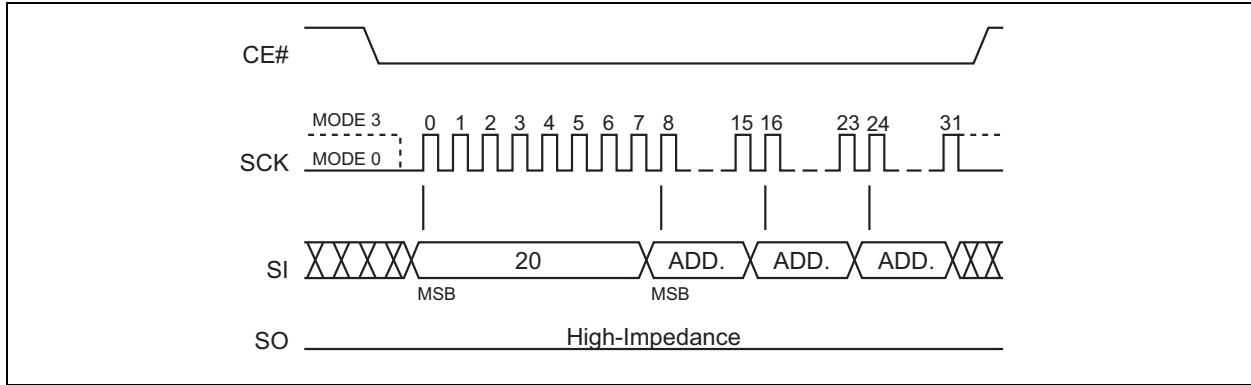 CE#
MODE 3
0 1 2 3 4 5 6 7 8 15 16 23 24 31
SCK MODE 0
SI 20 ADD. ADD. ADD.
MSB MSB
SO High-Impedance